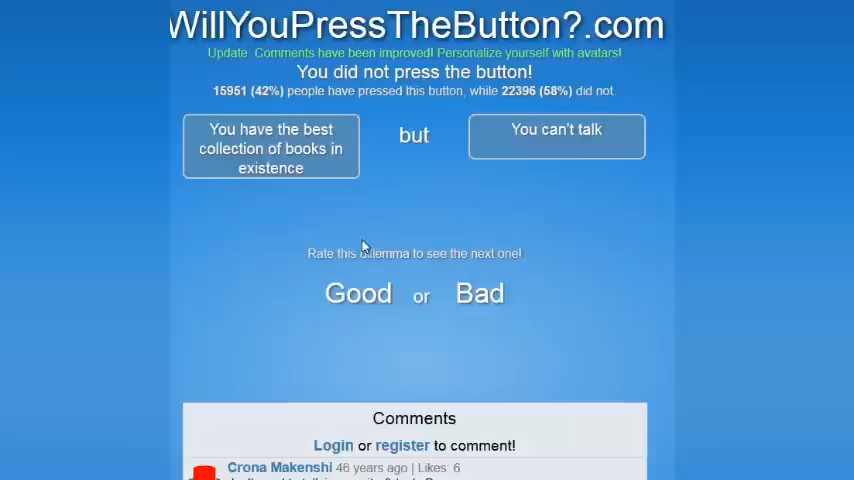 WillYouPressTheButton?.com
Update: Comments have been improved! Personalize yourself with avatars!
You did not press the button!
15951 (42%) people have pressed this button, while 22396 (58%) did not.
You have the best
collection of books in
existence
but
You can't talk
Rate this dilemma to see the next one!
Good or Bad
Comments
Login or register to comment!
Crona Makenshi 46 years ago | Likes: 6